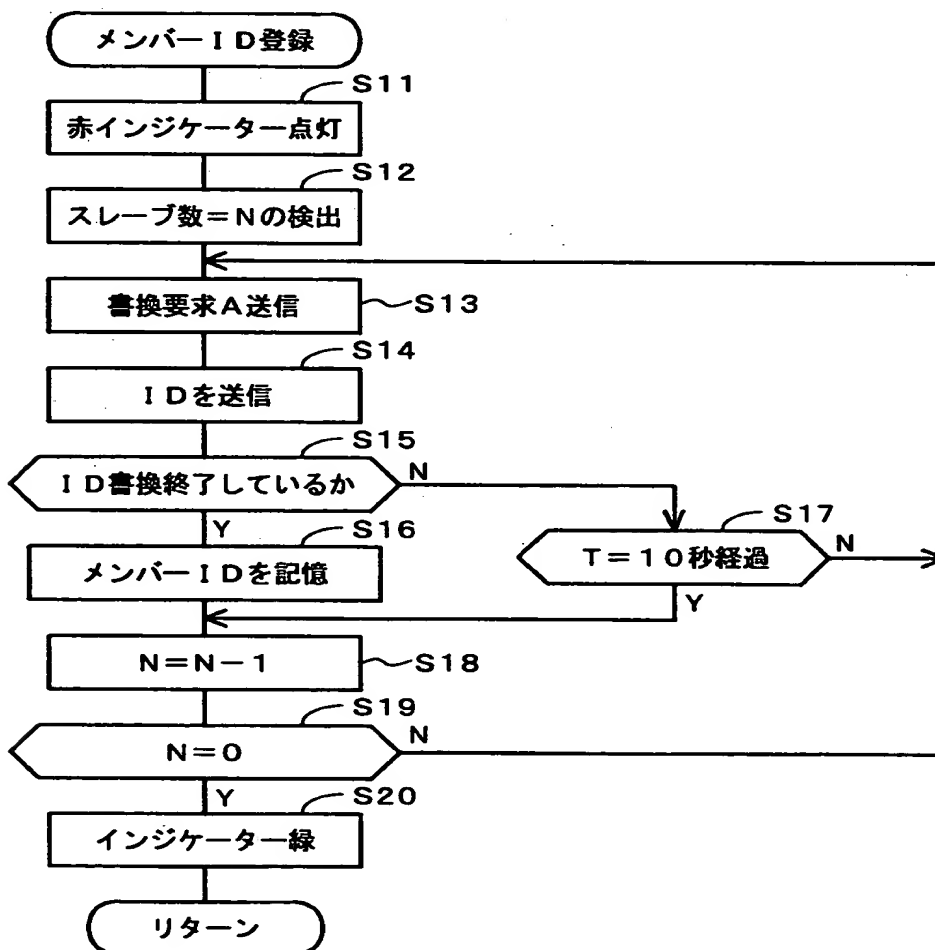 メンバーID登録
S11
赤インジケーター点灯
S12
スレーブ数=Nの検出
書換要求A送信
S13
S14
IDを送信
S15
ID書換終了しているか
N
Y
S16
メンバーIDを記憶
S17
T=10秒経過
N
Y
N=N-1
S18
S19
N=0
N
Y
S20
インジケーター緑
リターン